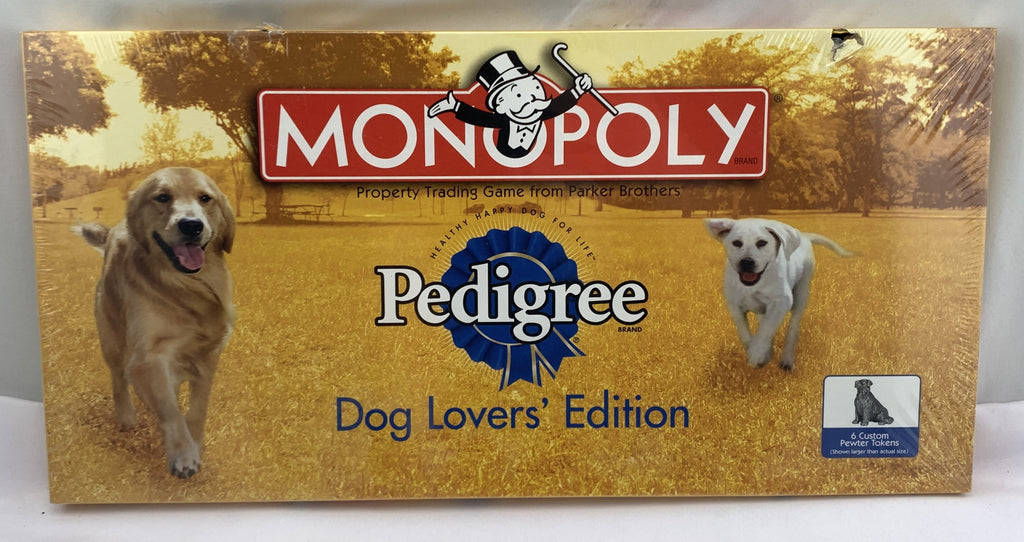 MONOPOLY
BRAND
®
Property Trading Game from Parker Brothers
HEALTHY HAPPY DOG FOR LIFE™
Pedigree
BRAND
®
Dog Lovers' Edition
6 Custom
Pewter Tokens
(Shown larger than actual size)